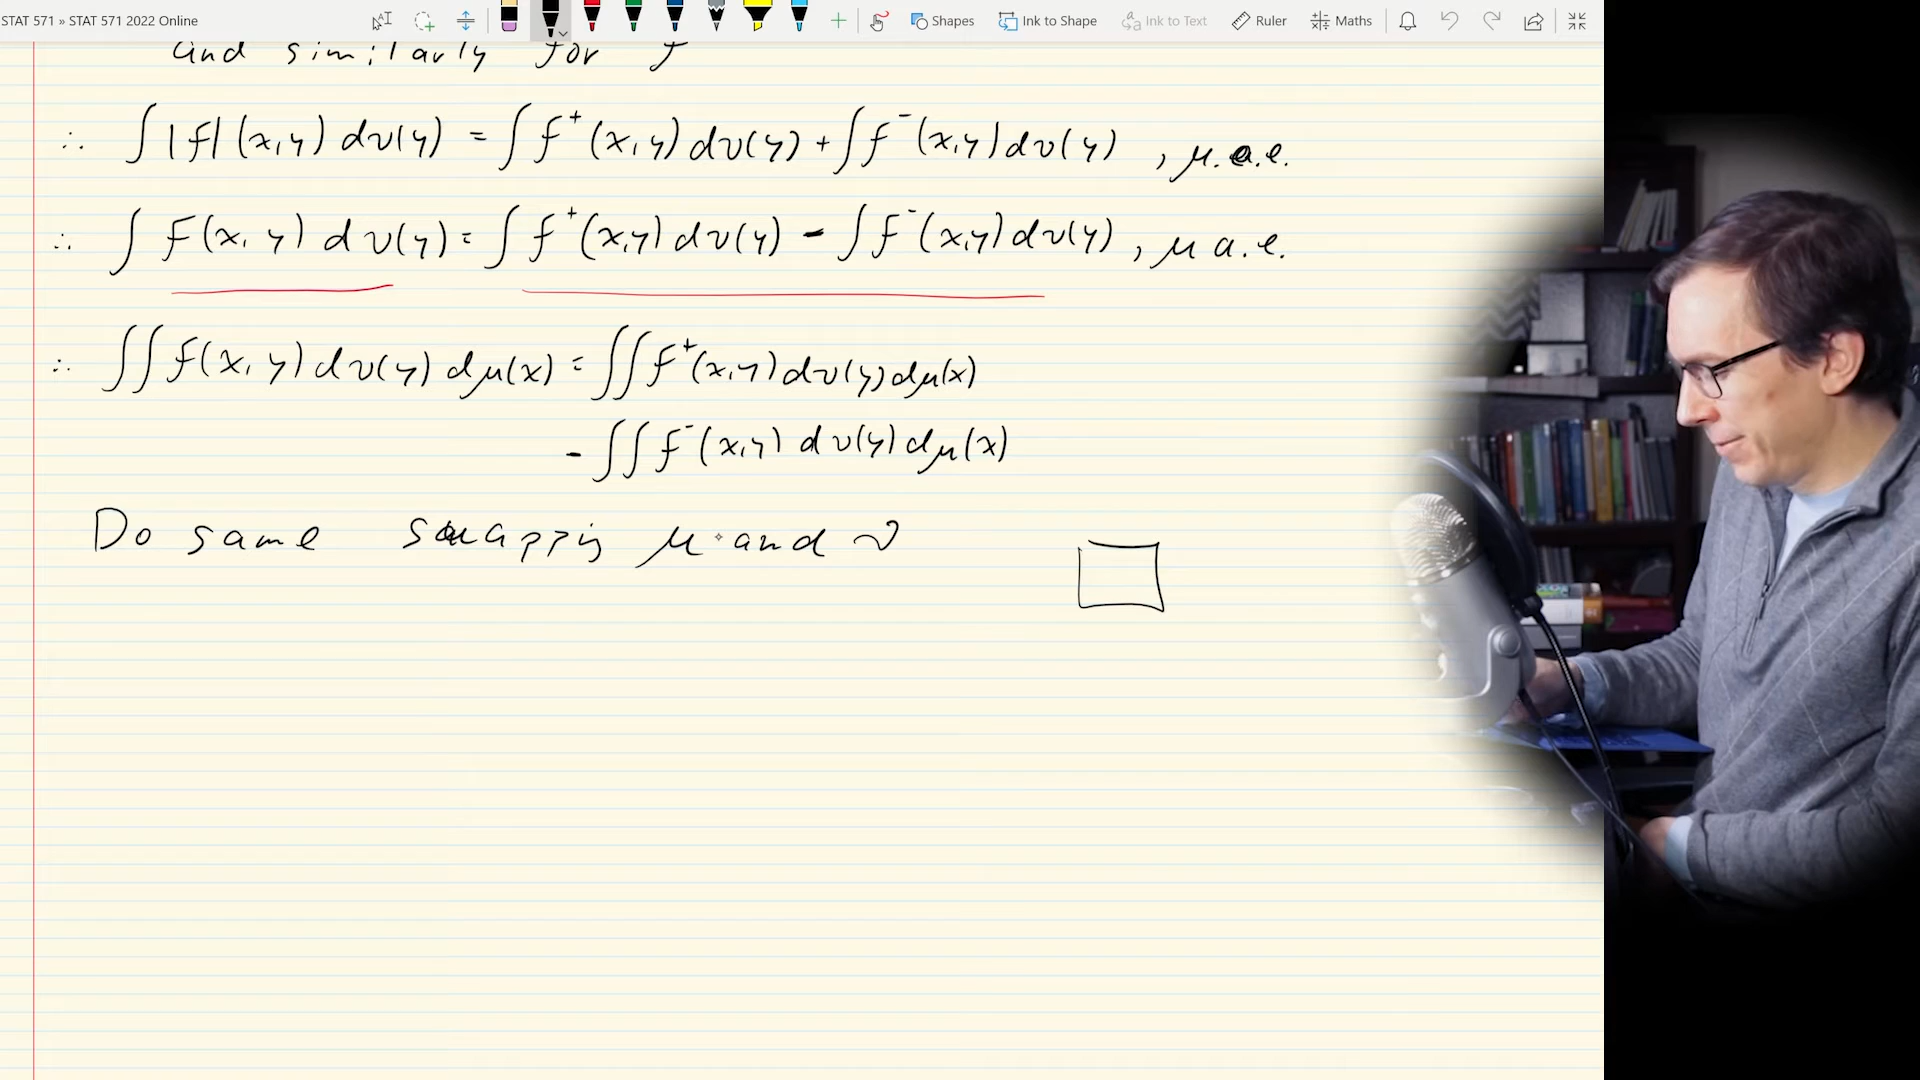 STAT 571 » STAT 571 2022 Online
Shapes Ink to Shape Ink to Text Ruler Maths
and similarly for f
∴ ∫ |f| (x,y) dν(y) = ∫ f⁺(x,y) dν(y) + ∫ f⁻(x,y) dν(y) , μ.a.e.
∴ ∫ f(x,y) dν(y) = ∫ f⁺(x,y) dν(y) - ∫ f⁻(x,y) dν(y) , μ a.e.
∴ ∫∫ f(x,y) dν(y) dμ(x) = ∫∫ f⁺(x,y) dν(y) dμ(x)
- ∫∫ f⁻(x,y) dν(y) dμ(x)
Do same μ and ν